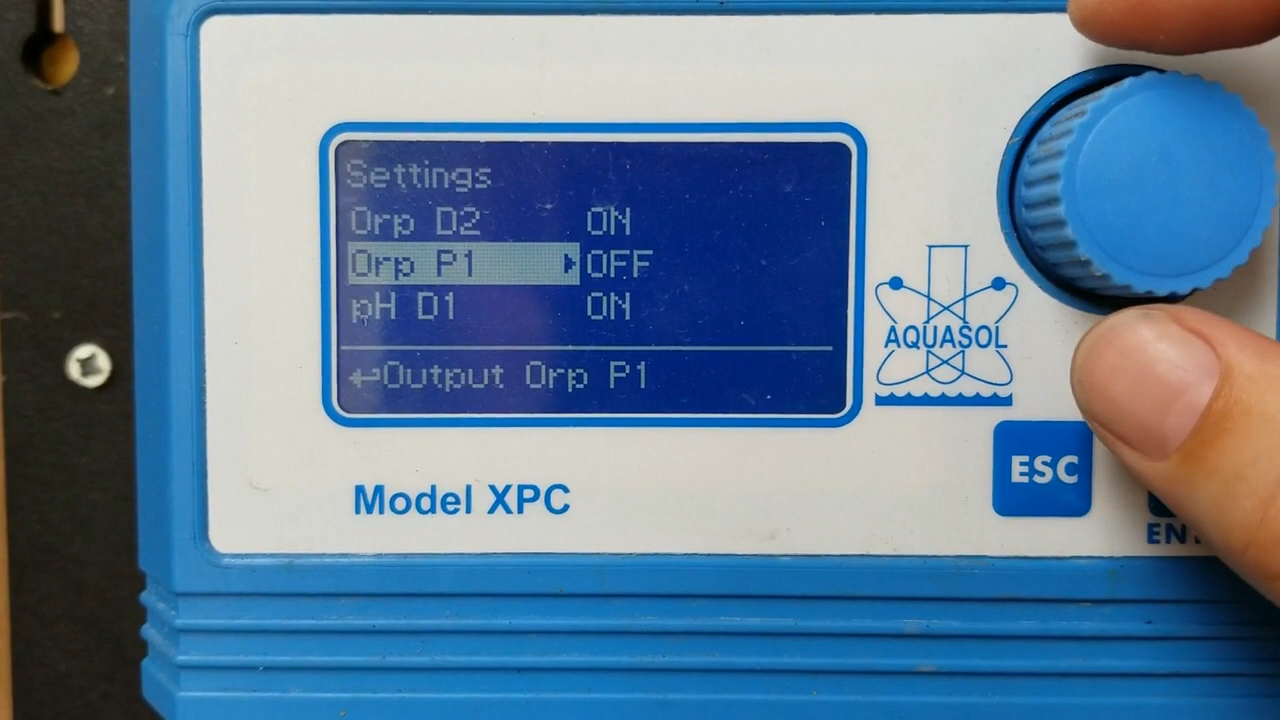 Settings
Orp D2 ON
Orp P1 OFF
pH D1 ON
↩Output Orp P1
AQUASOL
Model XPC
ESC